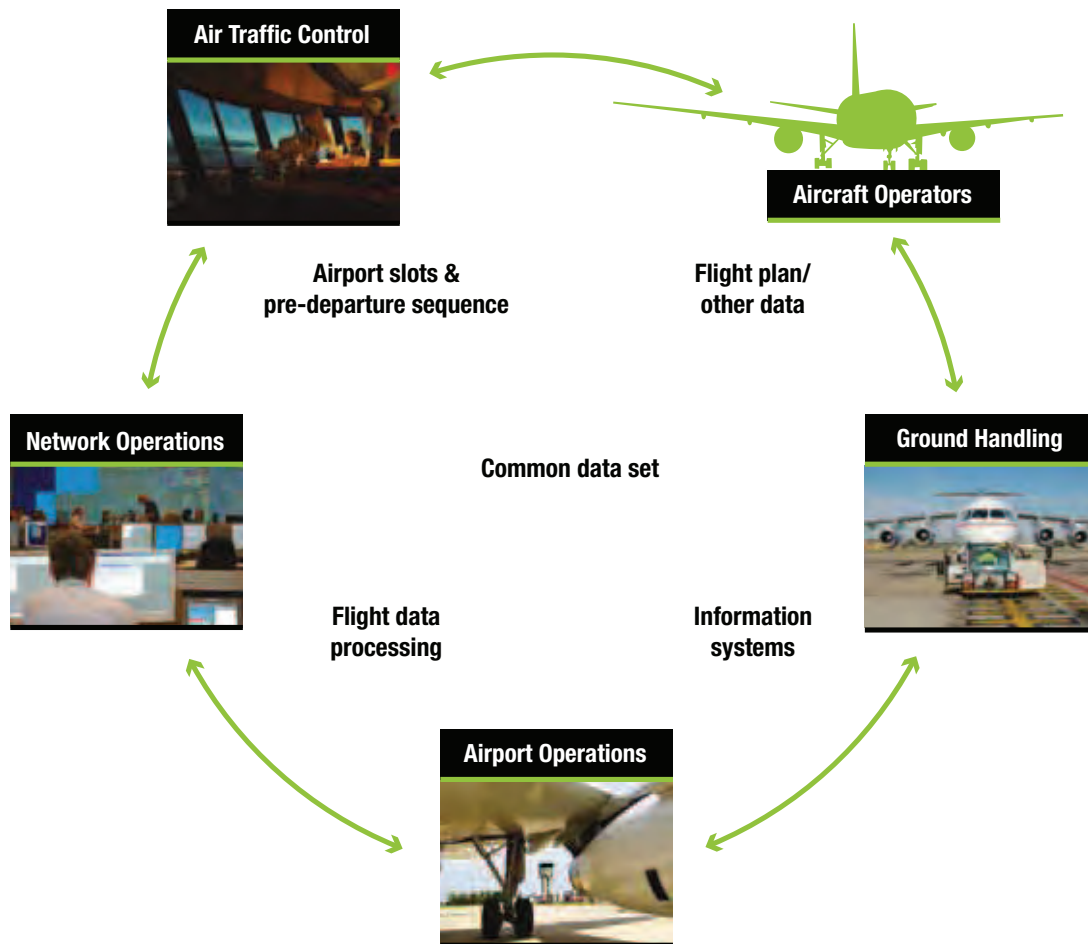 Air Traffic Control
Aircraft Operators
Airport slots &
pre-departure sequence
Flight plan/
other data
Network Operations
Ground Handling
Common data set
Flight data
processing
Information
systems
Airport Operations